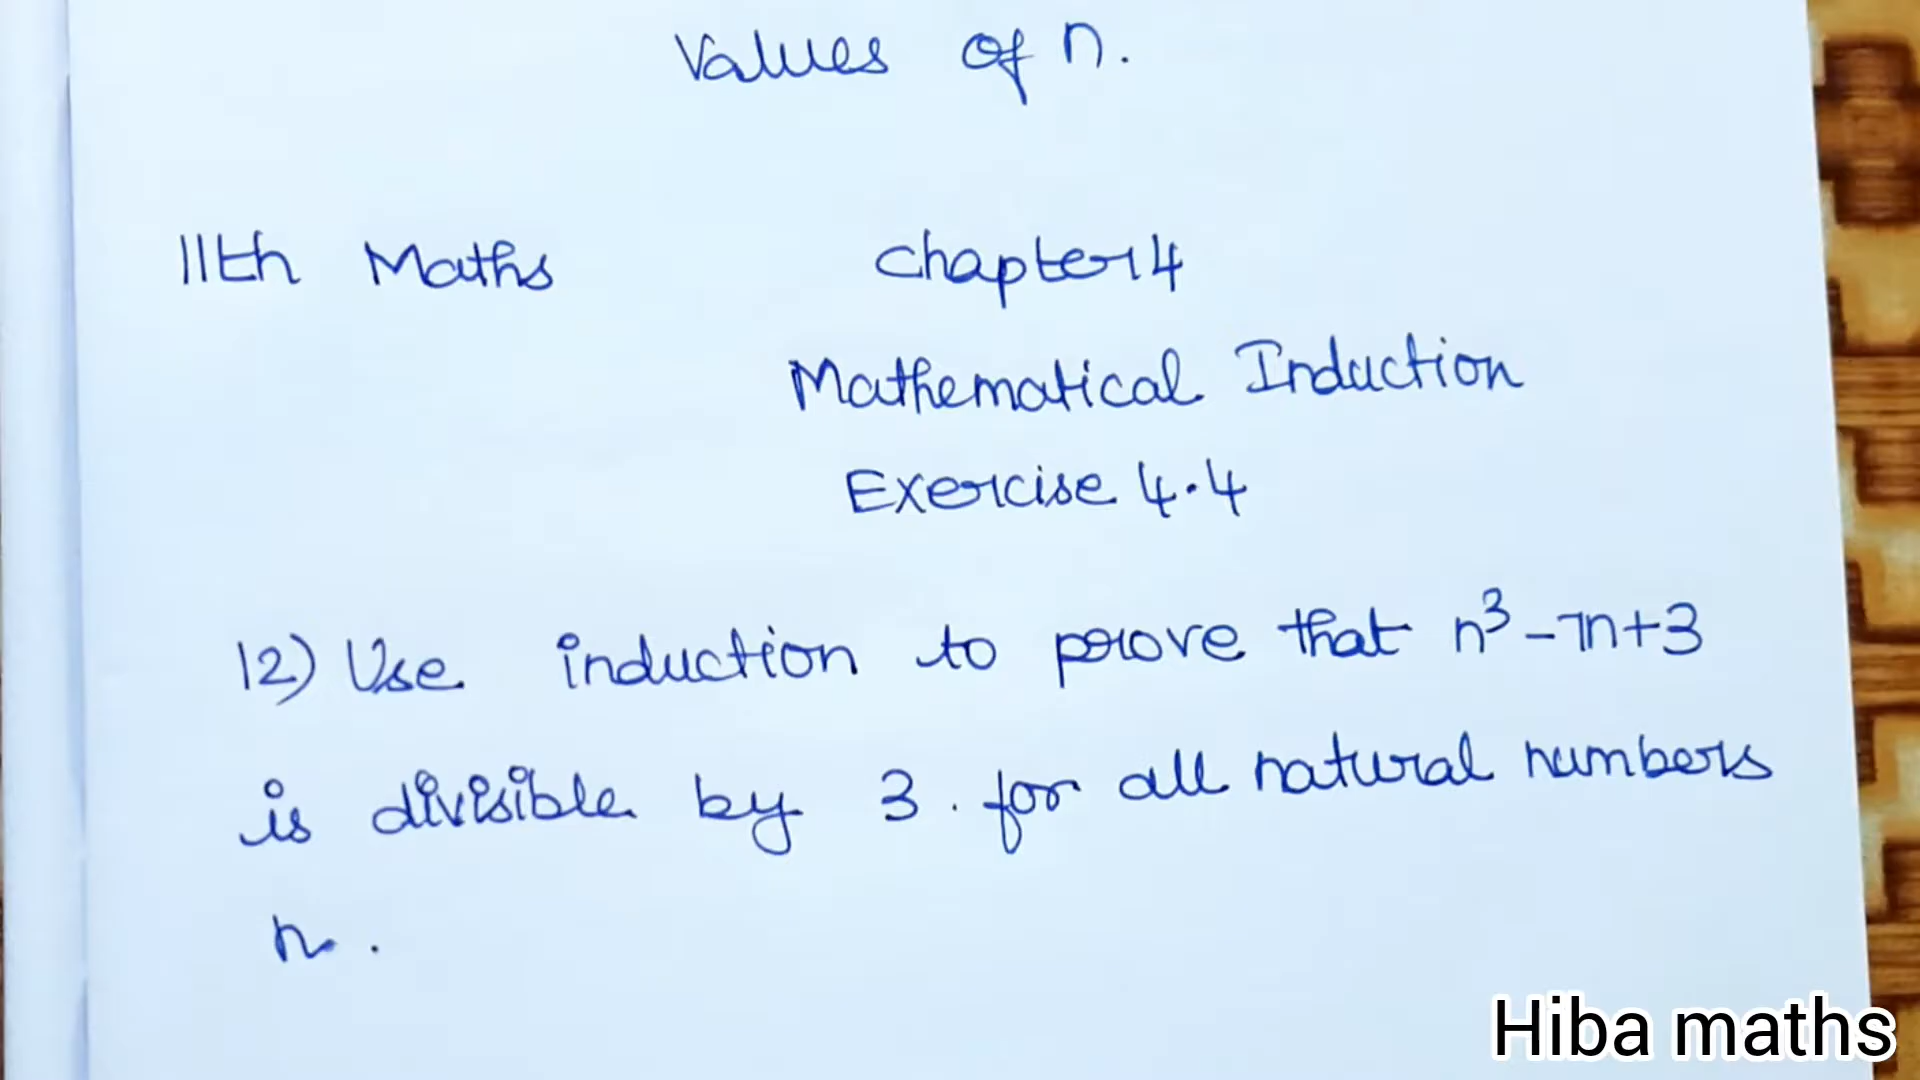 Values of n.
11th Maths Chapter 4
Mathematical Induction
Exercise 4.4
12) Use induction to prove that n³-7n+3
is divisible by 3. for all natural numbers
n.
Hiba maths